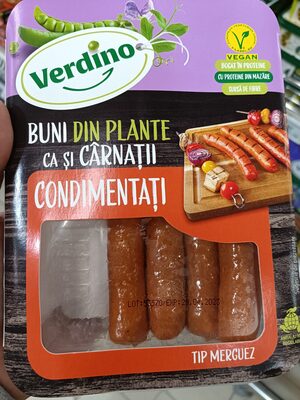 Verdino
VEGAN
BOGAT ÎN PROTEINE
CU PROTEINE DIN MAZĂRE
SURSĂ DE FIBRE
BUNI DIN PLANTE
CA ȘI CÂRNAȚII
CONDIMENTAȚI
TIP MERGUEZ